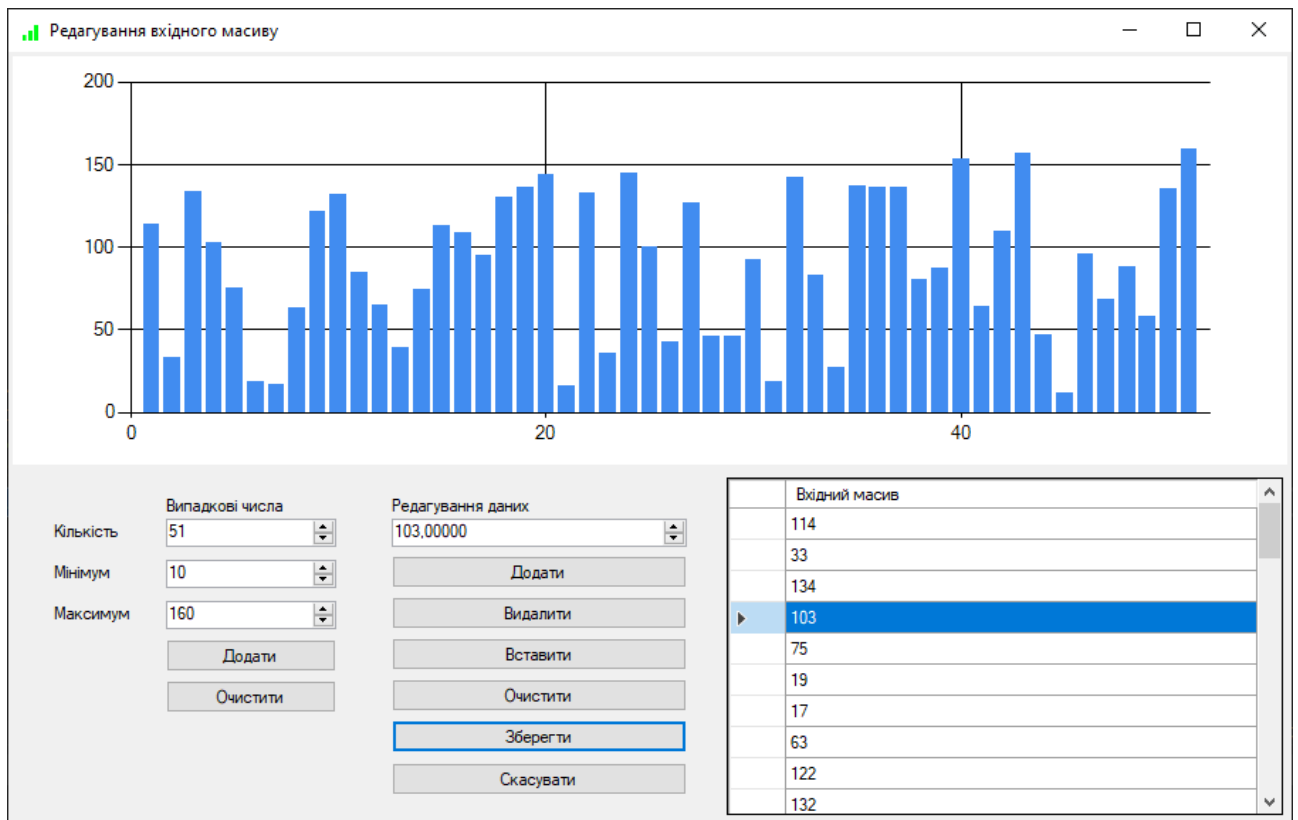 Редагування вхідного масиву
200
150
100
50
0
0 20 40
Випадкові числа
Кількість 51
Мінімум 10
Максимум 160
Додати
Очистити
Редагування даних
103,00000
Додати
Видалити
Вставити
Очистити
Зберегти
Скасувати
Вхідний масив
114
33
134
103
75
19
17
63
122
132